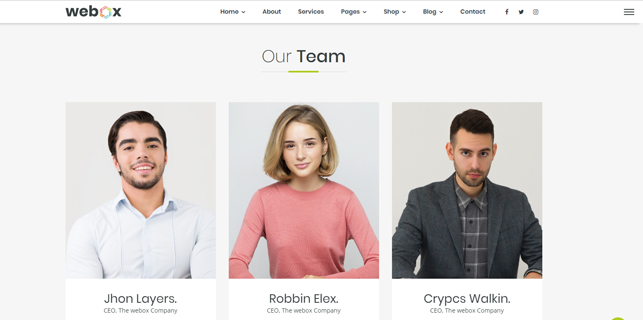 webox Home About Services Pages Shop Blog Contact
Our Team
Jhon Layers. Robbin Elex. Crypcs Walkin.
CEO, The webox Company CEO, The webox Company CEO, The webox Company